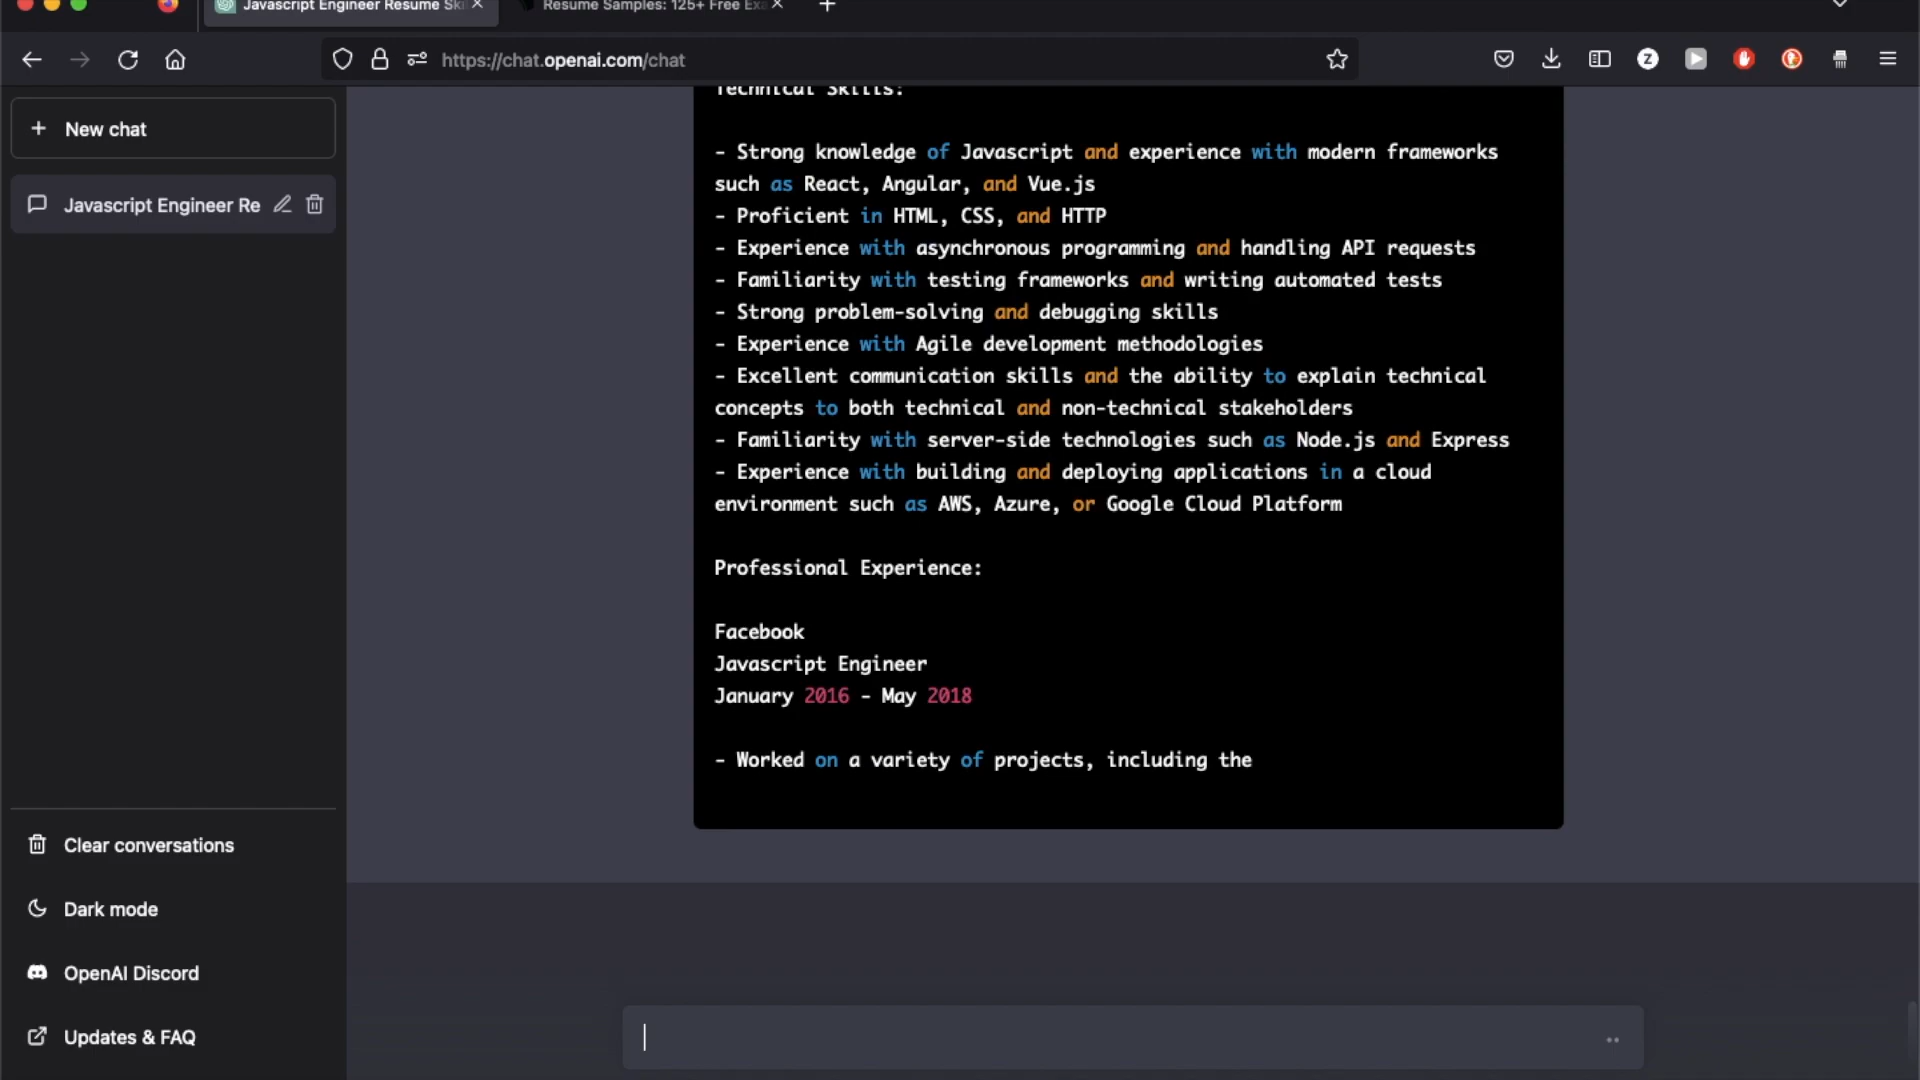 Javascript Engineer Resume Ski
Resume Samples: 125+ Free Exa
https://chat.openai.com/chat
New chat
Javascript Engineer Re
Technical Skills:
- Strong knowledge of Javascript and experience with modern frameworks
such as React, Angular, and Vue.js
- Proficient in HTML, CSS, and HTTP
- Experience with asynchronous programming and handling API requests
- Familiarity with testing frameworks and writing automated tests
- Strong problem-solving and debugging skills
- Experience with Agile development methodologies
- Excellent communication skills and the ability to explain technical
concepts to both technical and non-technical stakeholders
- Familiarity with server-side technologies such as Node.js and Express
- Experience with building and deploying applications in a cloud
environment such as AWS, Azure, or Google Cloud Platform
Professional Experience:
Facebook
Javascript Engineer
January 2016 - May 2018
- Worked on a variety of projects, including the
Clear conversations
Dark mode
OpenAI Discord
Updates & FAQ